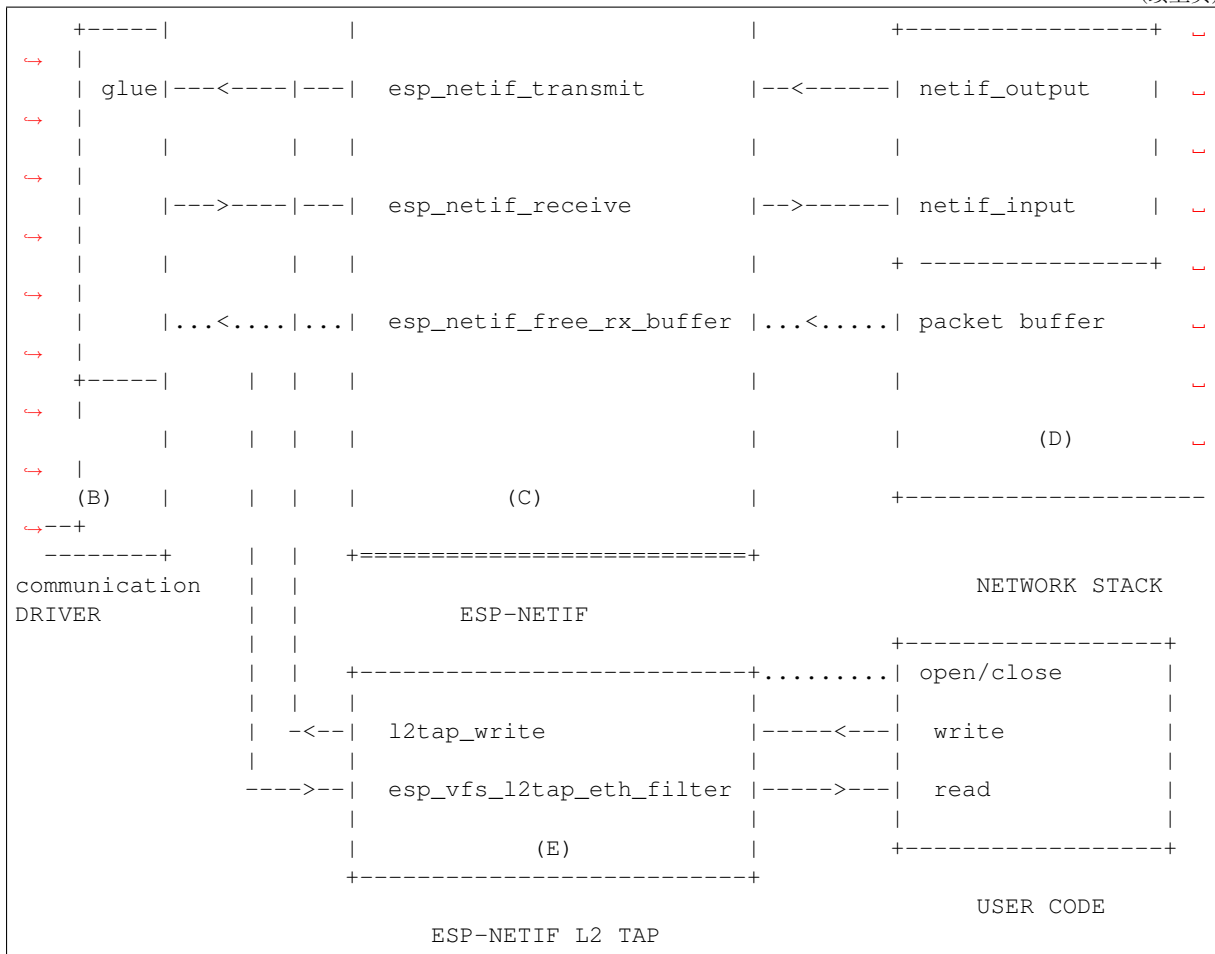 +-----|             |                           |         +-----------------+  ␣
↪  |
| glue|---<----|---|  esp_netif_transmit       |--<------| netif_output    |  ␣
↪  |
|     |        |   |                           |         |                 |  ␣
↪  |
|     |--->----|---|  esp_netif_receive        |-->------| netif_input     |  ␣
↪  |
|     |        |   |                           |         + ----------------+  ␣
↪  |
|     |...<....|...|  esp_netif_free_rx_buffer |...<.....| packet buffer      ␣
↪  |
+-----|     |  |   |                           |         |                    ␣
↪  |
      |     |  |   |                           |         |         (D)        ␣
↪  |
(B)   |     |  |   |          (C)              |         +---------------------
↪--+
--------+     |  |   +===========================+
communication   |  |                                               NETWORK STACK
DRIVER          |  |           ESP-NETIF
|  |                                         +------------------+
|  |   +---------------------------+.........| open/close       |
|  |   |                           |         |                  |
|  -<--|  l2tap_write              |-----<---|  write           |
|      |                           |         |                  |
---->--|  esp_vfs_l2tap_eth_filter |----->---|  read            |
|                           |         |                  |
|            (E)            |         +------------------+
+---------------------------+
USER CODE
ESP-NETIF L2 TAP